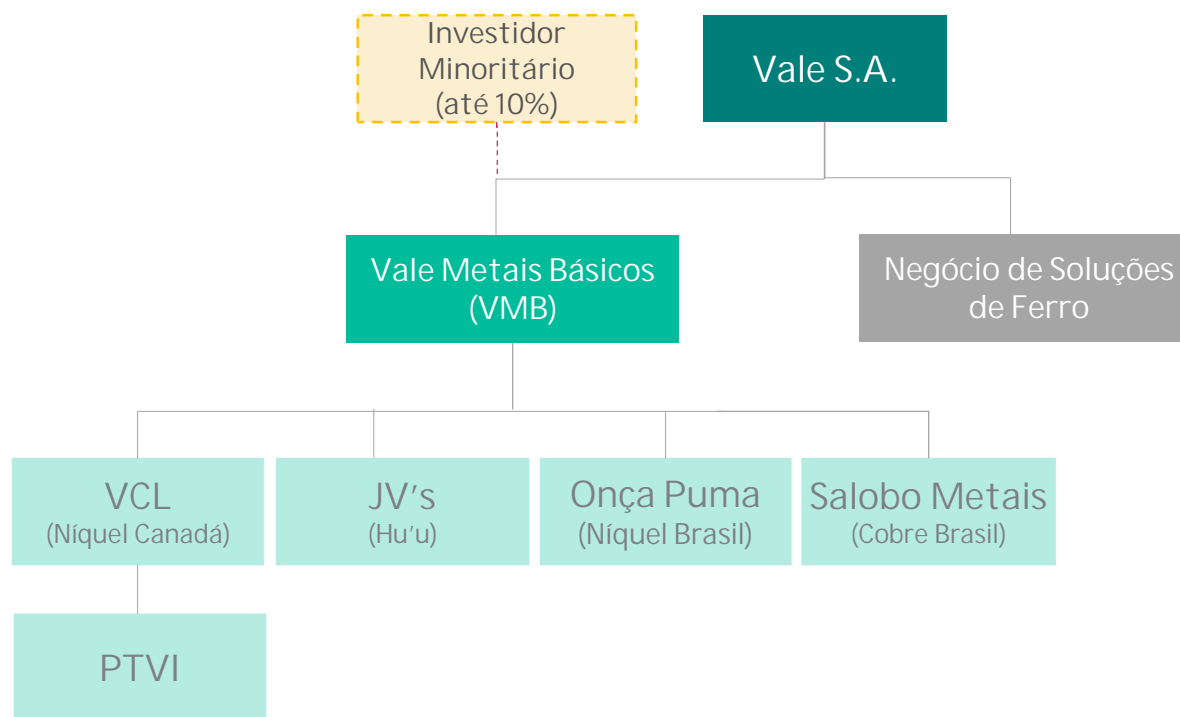 Investidor
Minoritário
(até 10%)
Vale S.A.
Vale Metais Básicos
(VMB)
Negócio de Soluções
de Ferro
VCL
(Níquel Canadá)
JV’s
(Hu’u)
Onça Puma
(Níquel Brasil)
Salobo Metais
(Cobre Brasil)
PTVI